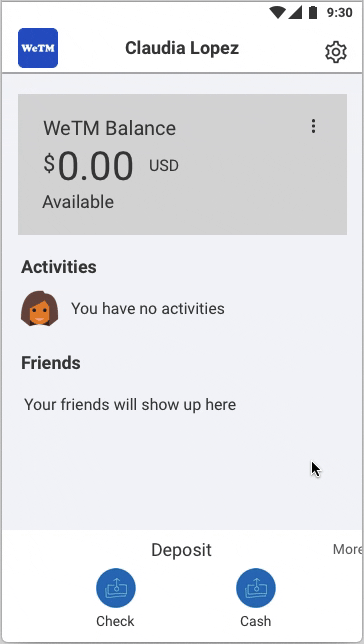 9:30
WeTM
Claudia Lopez
WeTM Balance
$0.00 USD
Available
Activities
You have no activities
Friends
Your friends will show up here
Deposit
More
Check
Cash